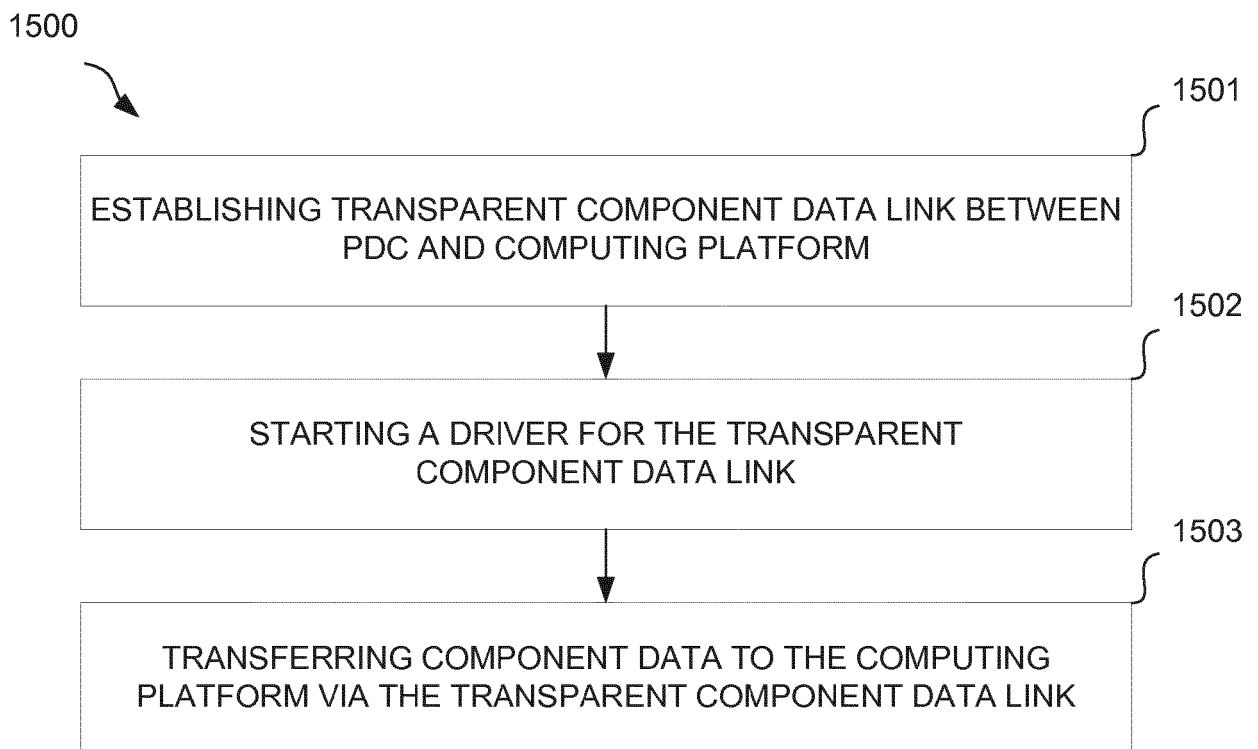 1500
1501
ESTABLISHING TRANSPARENT COMPONENT DATA LINK BETWEEN
PDC AND COMPUTING PLATFORM
1502
STARTING A DRIVER FOR THE TRANSPARENT
COMPONENT DATA LINK
1503
TRANSFERRING COMPONENT DATA TO THE COMPUTING
PLATFORM VIA THE TRANSPARENT COMPONENT DATA LINK